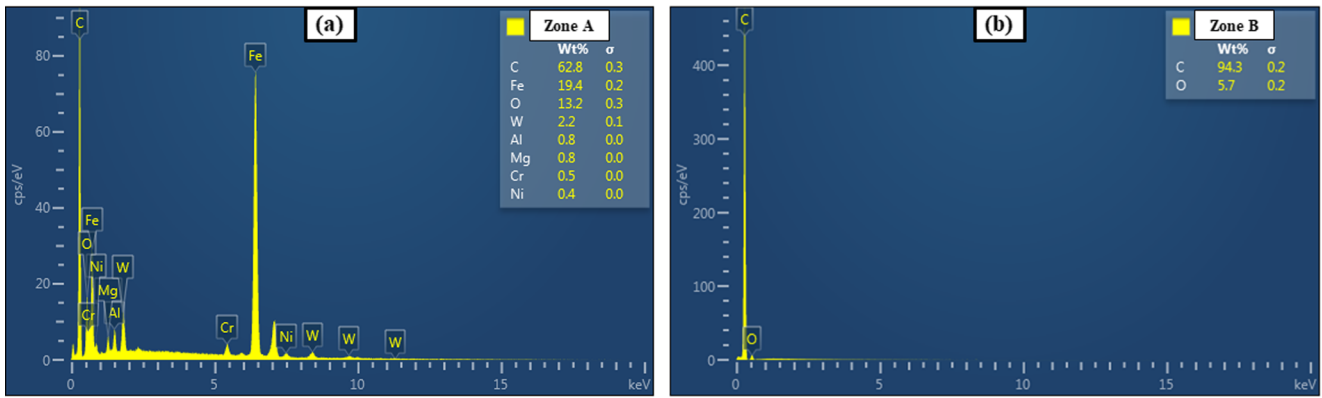 (a)
Zone A
Wt% σ
C 62.8 0.3
Fe 19.4 0.2
O 13.2 0.3
W 2.2 0.1
Al 0.8 0.0
Mg 0.8 0.0
Cr 0.5 0.0
Ni 0.4 0.0
cps/eV
80
60
40
20
0
C
Fe
Fe
O
Ni
W
Mg
Cr
Al
Cr
Ni
W
W
W
0 5 10 15 keV
(b)
Zone B
Wt% σ
C 94.3 0.2
O 5.7 0.2
cps/eV
400
300
200
100
0
C
O
0 5 10 15 keV